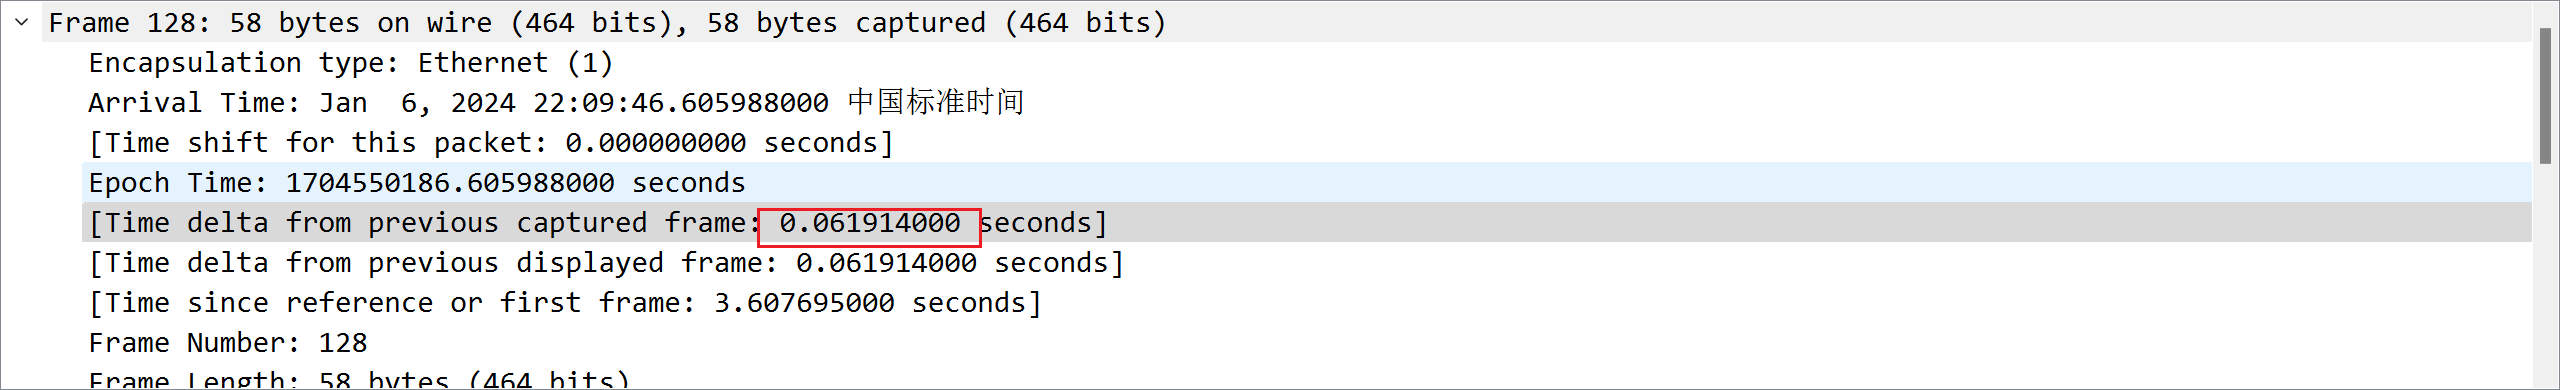 Frame 128: 58 bytes on wire (464 bits), 58 bytes captured (464 bits)
Encapsulation type: Ethernet (1)
Arrival Time: Jan  6, 2024 22:09:46.605988000 中国标准时间
[Time shift for this packet: 0.000000000 seconds]
Epoch Time: 1704550186.605988000 seconds
[Time delta from previous captured frame: 0.061914000 seconds]
[Time delta from previous displayed frame: 0.061914000 seconds]
[Time since reference or first frame: 3.607695000 seconds]
Frame Number: 128
Frame Length: 58 bytes (464 bits)